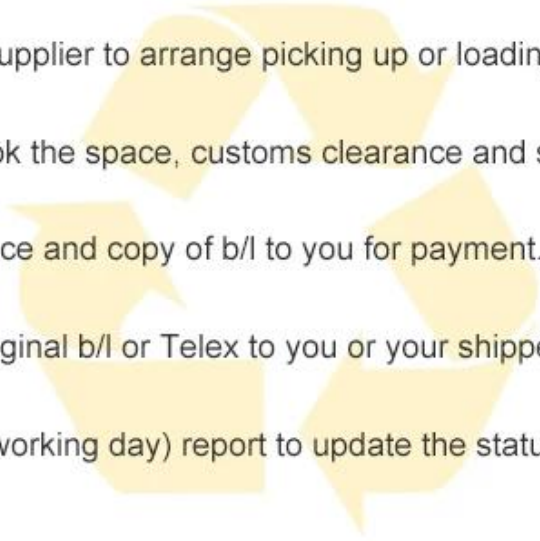 upplier to arrange picking up or loadin
ok the space, customs clearance and s
ce and copy of b/l to you for payment.
ginal b/l or Telex to you or your shippe
working day) report to update the statu